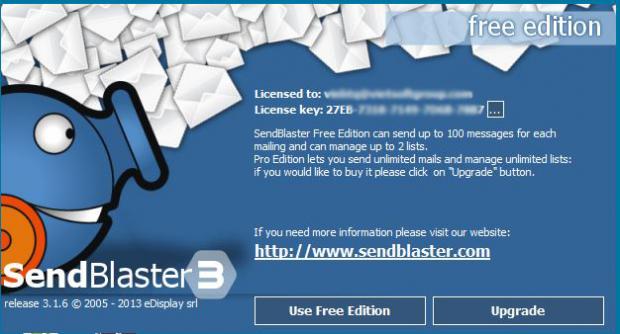 free edition
Licensed to:
License key: 27EB- ...
SendBlaster Free Edition can send up to 100 messages for each
mailing and can manage up to 2 lists.
Pro Edition lets you send unlimited mails and manage unlimited lists:
if you would like to buy it please click on "Upgrade" button.
If you need more information please visit our website:
http://www.sendblaster.com
SendBlaster 3
release 3.1.6 © 2005 - 2013 eDisplay srl
Use Free Edition
Upgrade